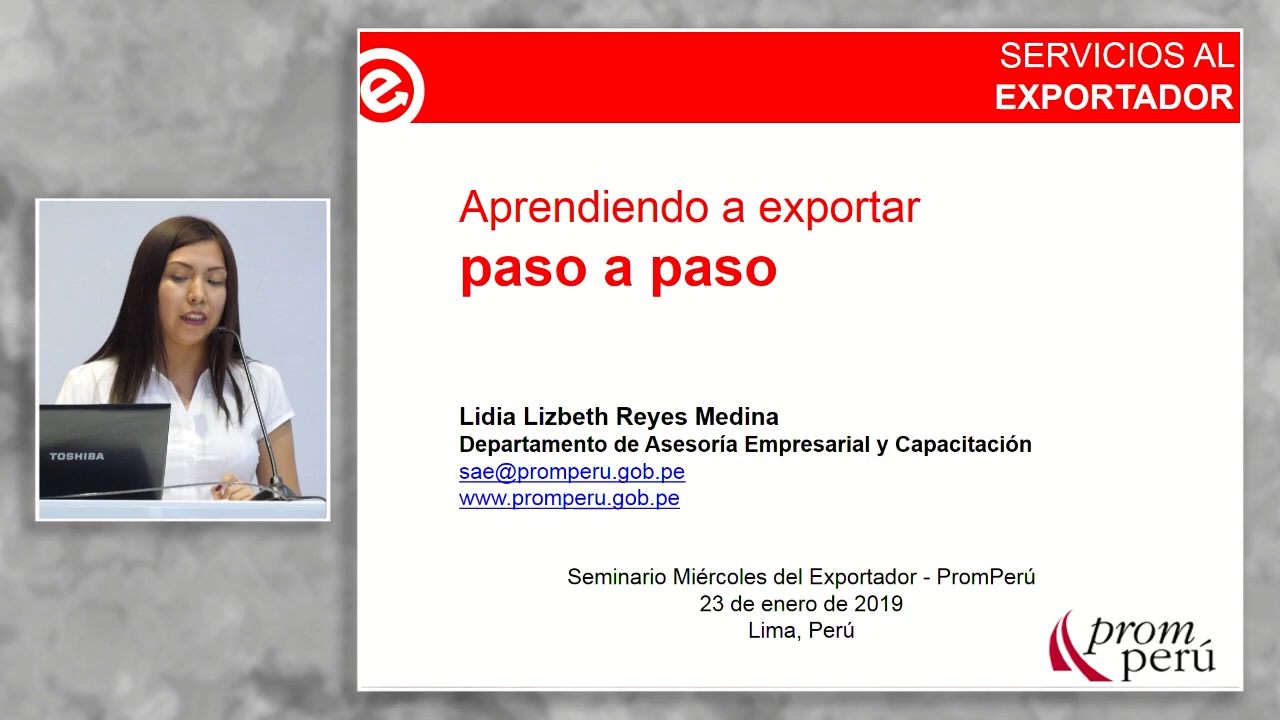 SERVICIOS AL
EXPORTADOR
Aprendiendo a exportar
paso a paso
Lidia Lizbeth Reyes Medina
Departamento de Asesoría Empresarial y Capacitación
sae@promperu.gob.pe
www.promperu.gob.pe
Seminario Miércoles del Exportador - PromPerú
23 de enero de 2019
Lima, Perú
prom
perú
TOSHIBA